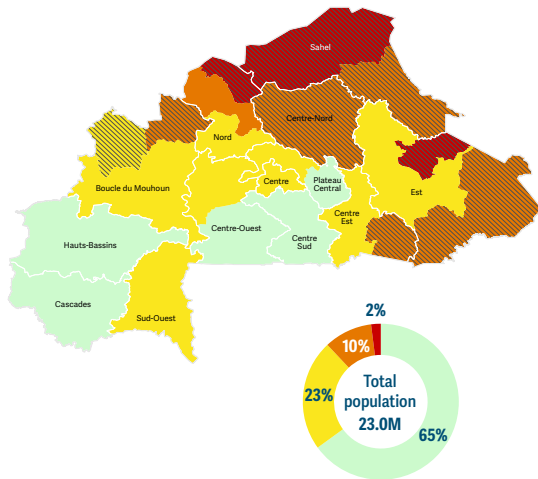 Sahel
Centre-Nord
Nord
Boucle du Mouhoun
Centre
Plateau
Central
Est
Centre
Est
Centre-Ouest
Centre
Sud
Hauts-Bassins
Cascades
Sud-Ouest
2%
10%
23%
Total
population
23.0M
65%